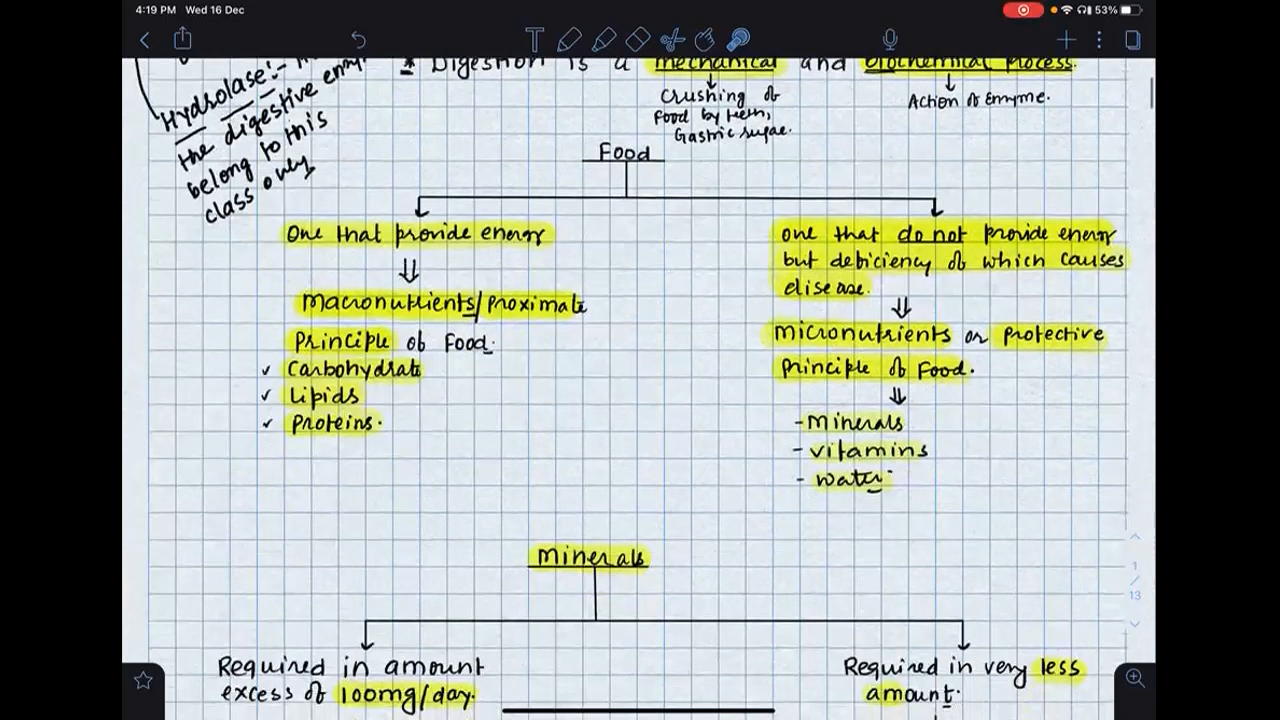 4:19 PM Wed 16 Dec
53%
* Digestion is a mechanical and biochemical process.
Hydrolase:-
the digestive enzy.
belong to this
class only
Crushing of
Food by teeth,
Gastric sugae.
Action of Enzyme.
Food
One that provide energy
Macronutrients/proximate
principle of Food.
✓ Carbohydrate
✓ Lipids
✓ Proteins.
one that do not provide energy
but deficiency of which causes
disease.
micronutrients or protective
principle of Food.
- Minerals
- vitamins
- water
Minerals
Required in amount
excess of 100mg/day.
Required in very less
amount.
1
/
13